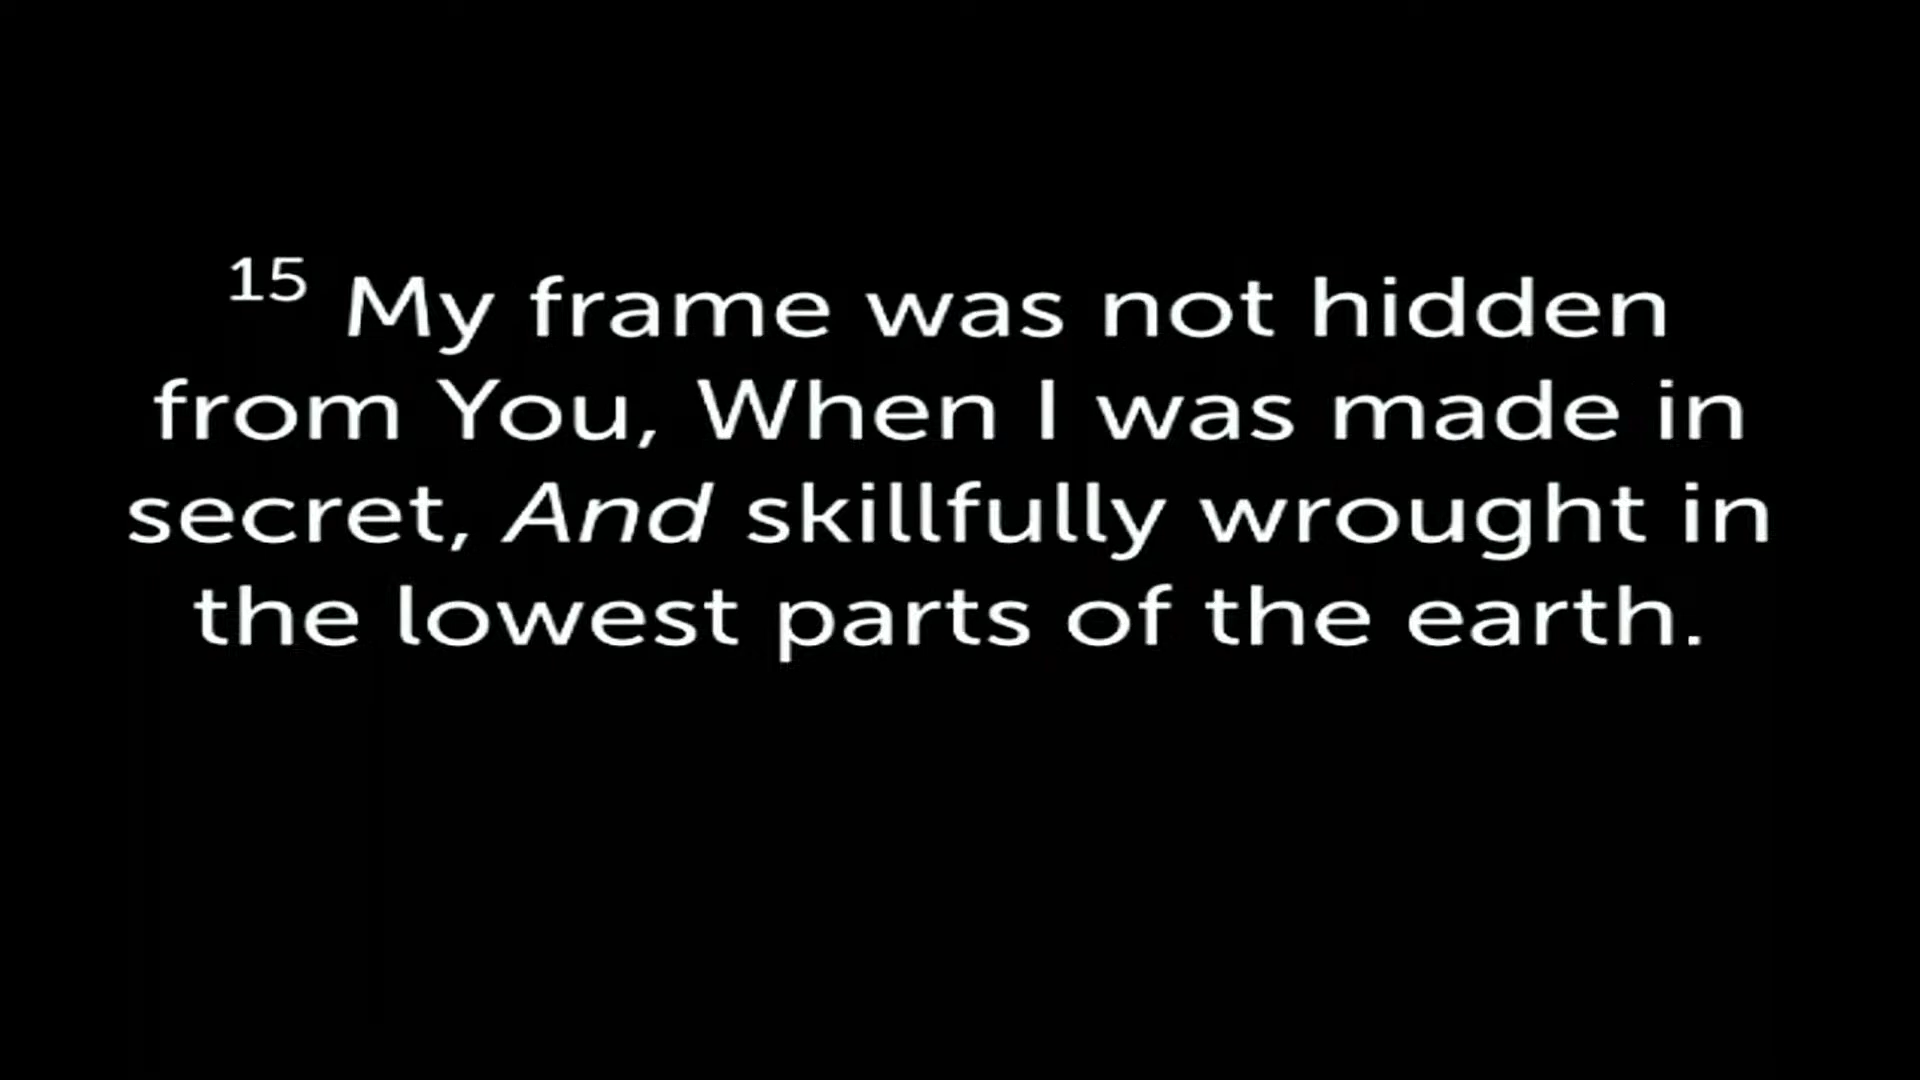 15 My frame was not hidden
from You, When I was made in
secret, And skillfully wrought in
the lowest parts of the earth.